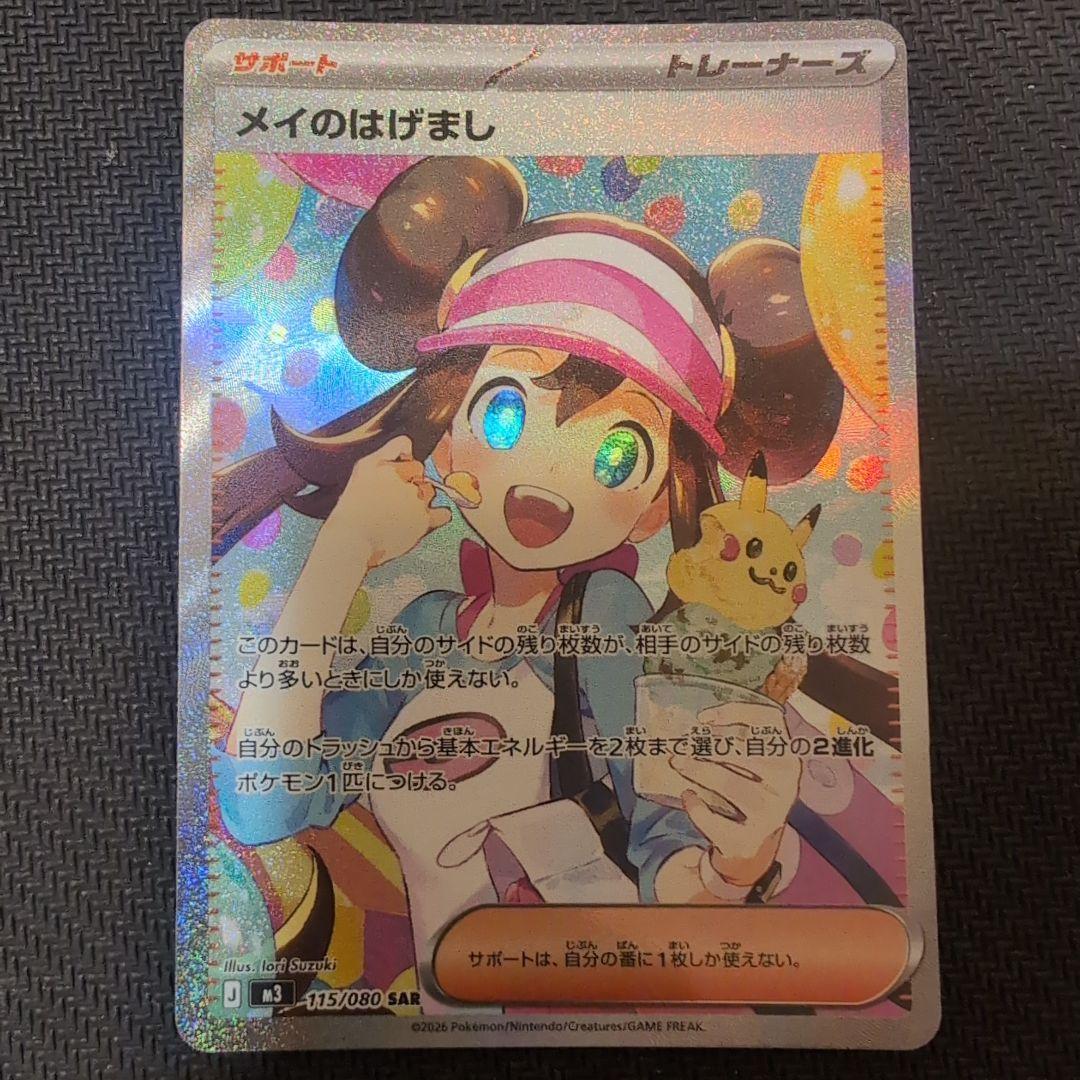 サポート トレーナーズ
メイのはげまし
このカードは、自分のサイドの残り枚数が、相手のサイドの残り枚数
より多いときにしか使えない。
自分のトラッシュから基本エネルギーを2枚まで選び、自分の2進化
ポケモン1匹につける。
サポートは、自分の番に1枚しか使えない。
Illus. Iori Suzuki
J M3 115/080 SAR
©2026 Pokémon/Nintendo/Creatures/GAME FREAK.